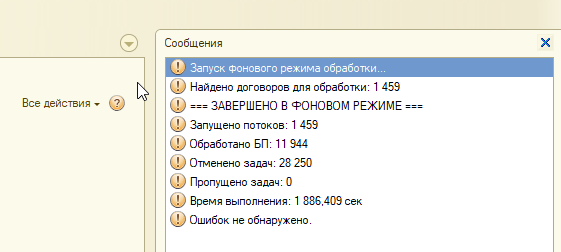 Сообщения
Запуск фонового режима обработки...
Найдено договоров для обработки: 1 459
Все действия
?
=== ЗАВЕРШЕНО В ФОНОВОМ РЕЖИМЕ ===
Запущено потоков: 1 459
Обработано БП: 11 944
Отменено задач: 28 250
Пропущено задач: 0
Время выполнения: 1 886,409 сек
Ошибок не обнаружено.